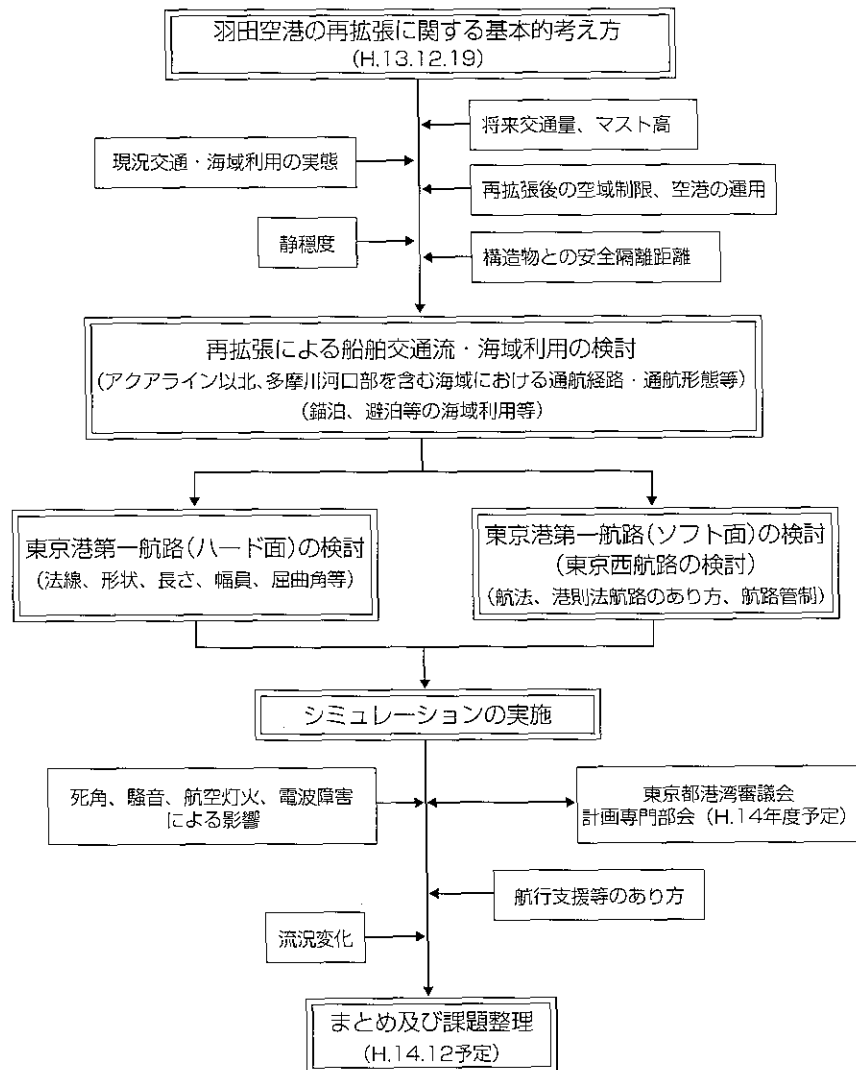 羽田空港の再拡張に関する基本的考え方
(H.13.12.19)
将来交通量、マスト高
現況交通・海域利用の実態
再拡張後の空域制限、空港の運用
静穏度
構造物との安全隔離距離
再拡張による船舶交通流・海域利用の検討
(アクアライン以北、多摩川河口部を含む海域における通航経路・通航形態等)
(錨泊、避泊等の海域利用等)
東京港第一航路(ハード面)の検討
(法線、形状、長さ、幅員、屈曲角等)
東京港第一航路(ソフト面)の検討
(東京西航路の検討)
(航法、港則法航路のあり方、航路管制)
シミュレーションの実施
死角、騒音、航空灯火、電波障害
による影響
東京都港湾審議会
計画専門部会(H.14年度予定)
航行支援等のあり方
流況変化
まとめ及び課題整理
(H.14.12予定)